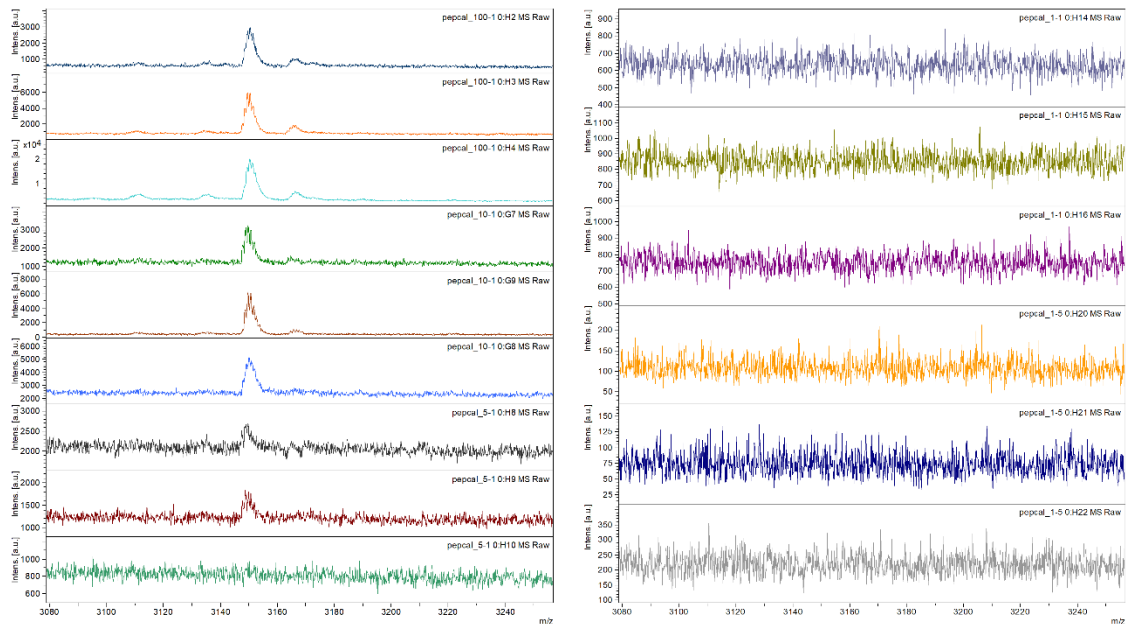 pepcal_100-1 0:H2 MS Raw
Intens. [a.u.]
3000
2000
1000
pepcal_100-1 0:H3 MS Raw
Intens. [a.u.]
6000
4000
2000
pepcal_100-1 0:H4 MS Raw
Intens. [a.u.]
x10⁴
2
1
pepcal_10-1 0:G7 MS Raw
Intens. [a.u.]
3000
2000
1000
pepcal_10-1 0:G9 MS Raw
Intens. [a.u.]
8000
6000
4000
2000
0
pepcal_10-1 0:G8 MS Raw
Intens. [a.u.]
6000
5000
4000
3000
2000
pepcal_5-1 0:H8 MS Raw
Intens. [a.u.]
3000
2500
2000
pepcal_5-1 0:H9 MS Raw
Intens. [a.u.]
2000
1500
1000
pepcal_5-1 0:H10 MS Raw
Intens. [a.u.]
1000
800
600
3080 3100 3120 3140 3160 3180 3200 3220 3240
m/z
pepcal_1-1 0:H14 MS Raw
Intens. [a.u.]
900
800
700
600
500
400
pepcal_1-1 0:H15 MS Raw
Intens. [a.u.]
1100
1000
900
800
700
600
pepcal_1-1 0:H16 MS Raw
Intens. [a.u.]
1000
900
800
700
600
500
pepcal_1-5 0:H20 MS Raw
Intens. [a.u.]
200
150
100
50
pepcal_1-5 0:H21 MS Raw
Intens. [a.u.]
150
125
100
75
50
25
pepcal_1-5 0:H22 MS Raw
Intens. [a.u.]
350
300
250
200
150
100
3080 3100 3120 3140 3160 3180 3200 3220 3240
m/z